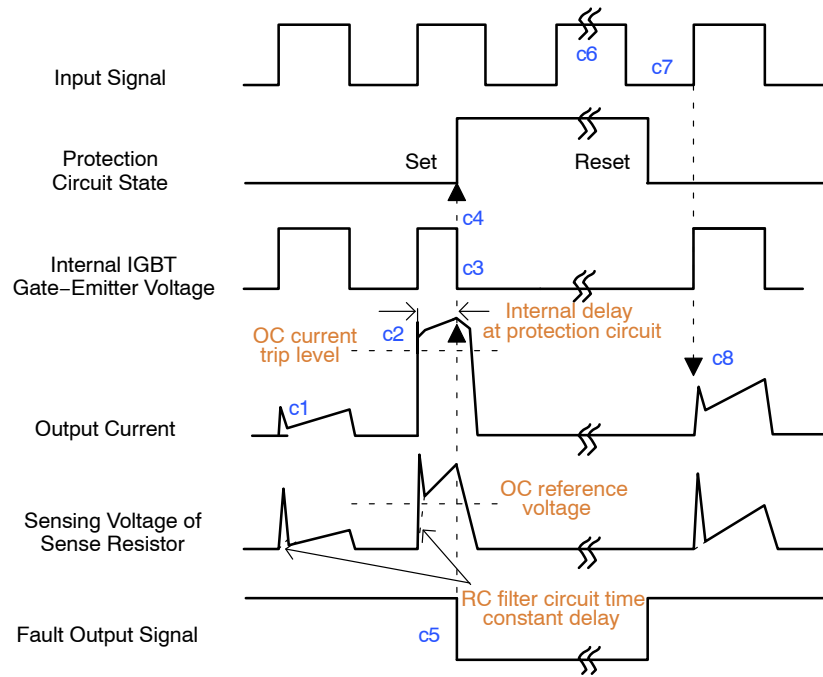 c6
c7
Input Signal
Protection
Circuit State
Set
Reset
c4
Internal IGBT
Gate−Emitter Voltage
c3
OC current
trip level
c2
Internal delay
at protection circuit
c8
c1
Output Current
OC reference
voltage
Sensing Voltage of
Sense Resistor
RC filter circuit time
constant delay
Fault Output Signal
c5